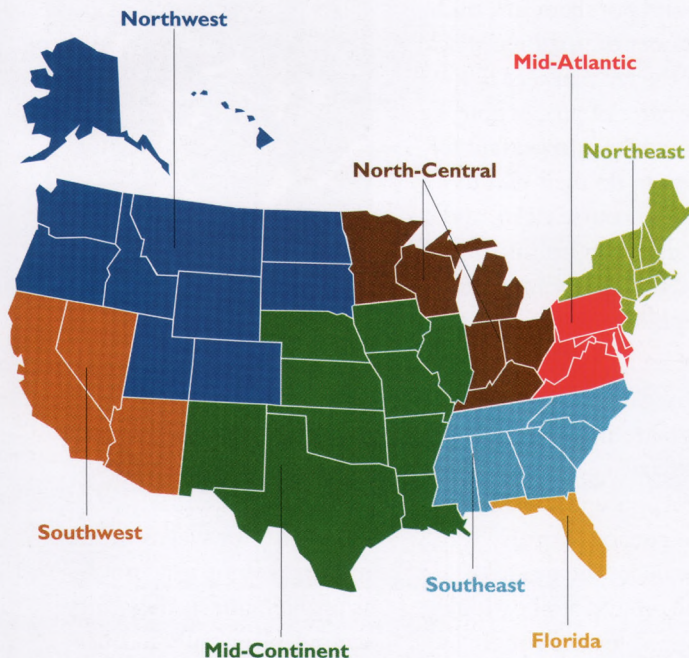 Northwest
Mid-Atlantic
Northeast
North-Central
Southwest
Southeast
Florida
Mid-Continent